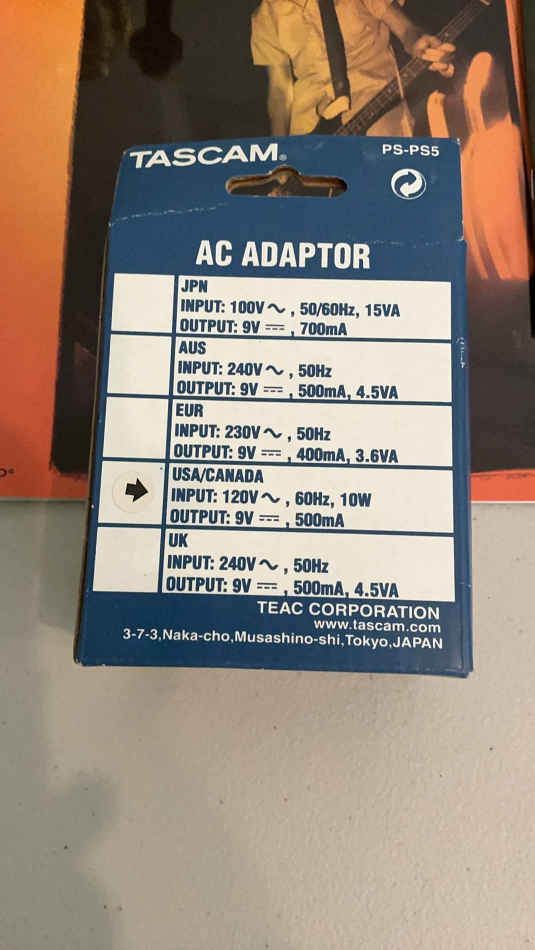 TASCAM®
PS-PS5
AC ADAPTOR
JPN
INPUT: 100V∼ , 50/60Hz, 15VA
OUTPUT: 9V ⎓ , 700mA
AUS
INPUT: 240V∼ , 50Hz
OUTPUT: 9V ⎓ , 500mA, 4.5VA
EUR
INPUT: 230V∼ , 50Hz
OUTPUT: 9V ⎓ , 400mA, 3.6VA
USA/CANADA
INPUT: 120V∼ , 60Hz, 10W
OUTPUT: 9V ⎓ , 500mA
UK
INPUT: 240V∼ , 50Hz
OUTPUT: 9V ⎓ , 500mA, 4.5VA
TEAC CORPORATION
www.tascam.com
3-7-3,Naka-cho,Musashino-shi,Tokyo,JAPAN